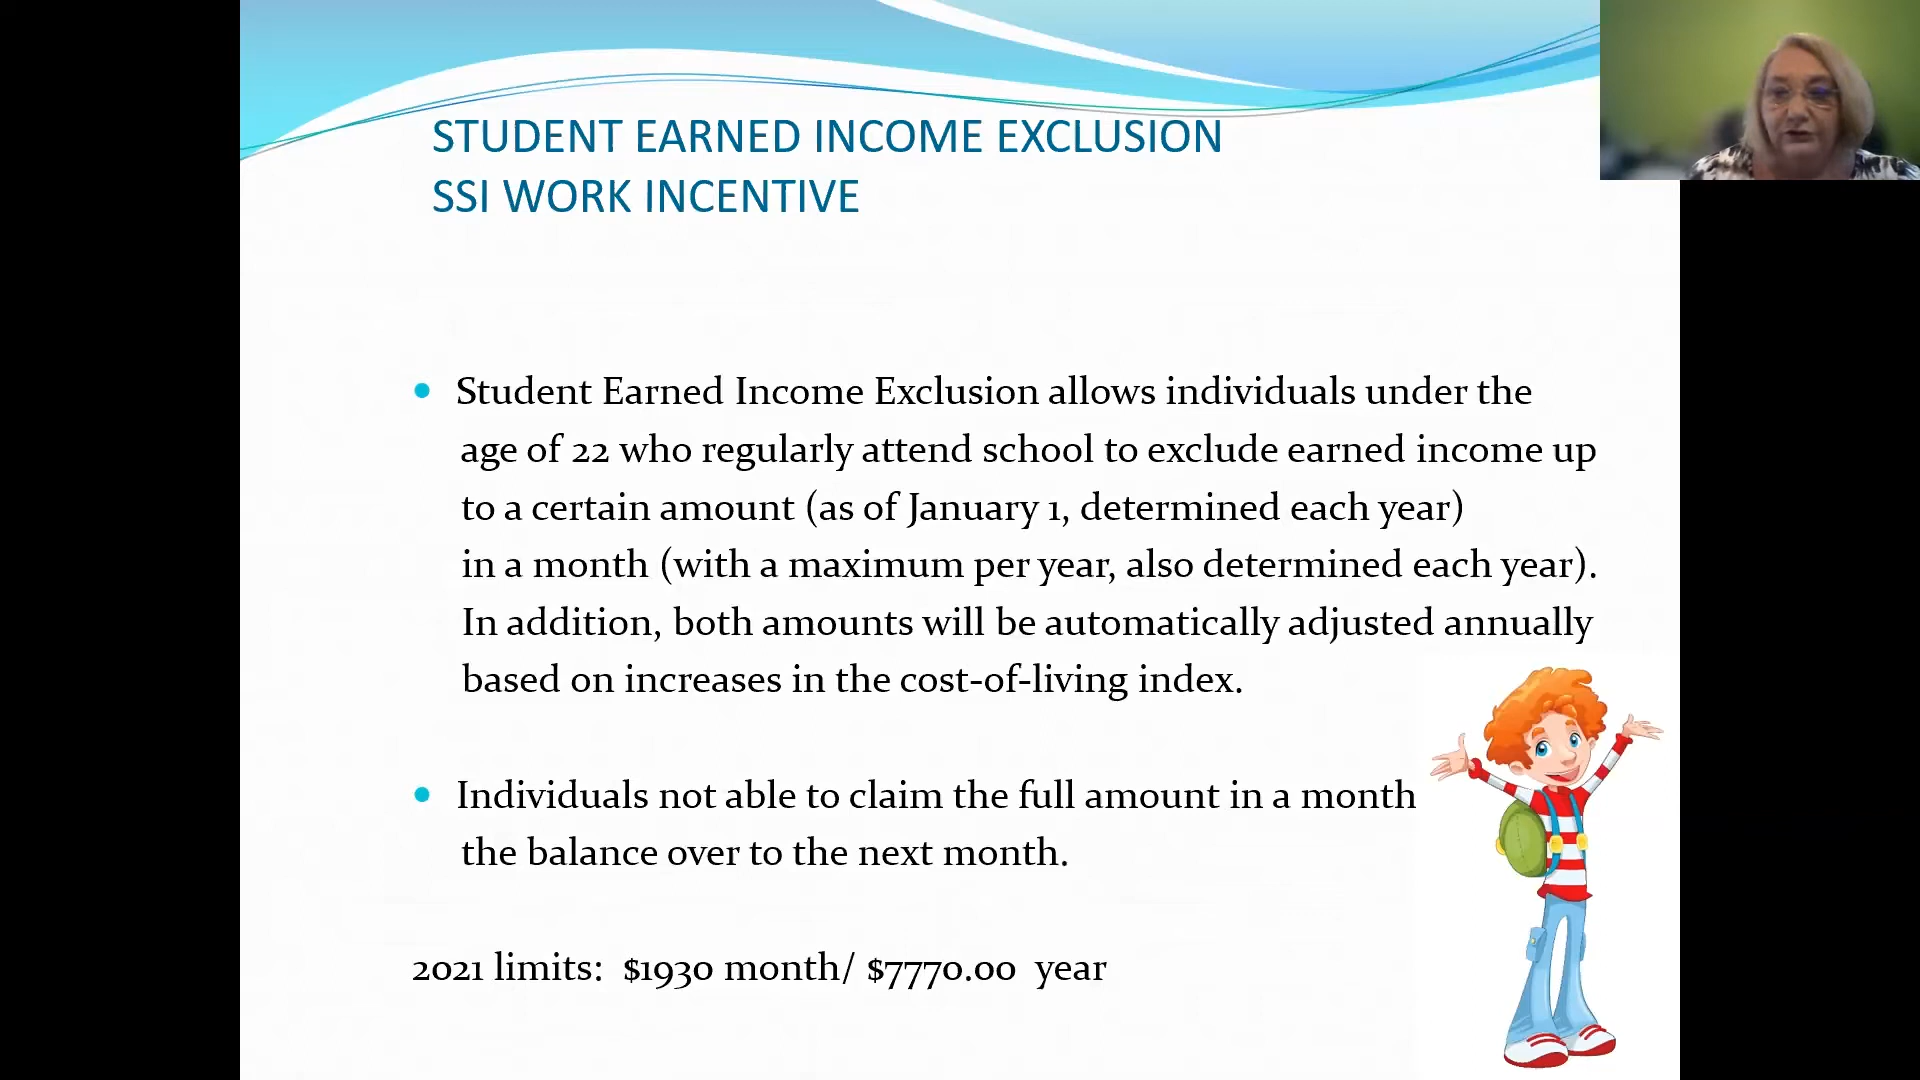 STUDENT EARNED INCOME EXCLUSION
SSI WORK INCENTIVE
• Student Earned Income Exclusion allows individuals under the
age of 22 who regularly attend school to exclude earned income up
to a certain amount (as of January 1, determined each year)
in a month (with a maximum per year, also determined each year).
In addition, both amounts will be automatically adjusted annually
based on increases in the cost-of-living index.
• Individuals not able to claim the full amount in a month
the balance over to the next month.
2021 limits: $1930 month/ $7770.00 year